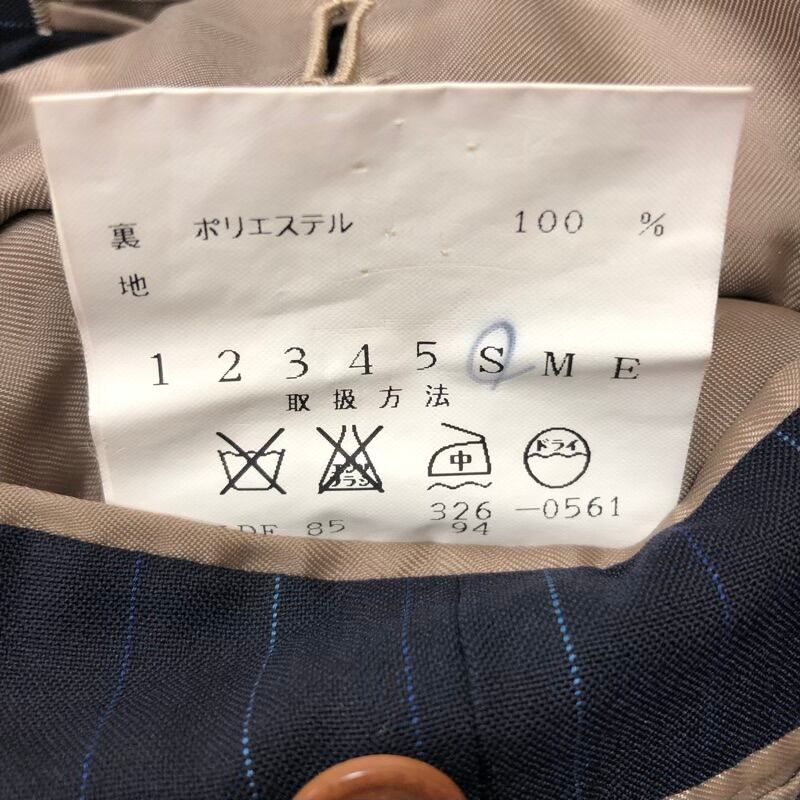 裏地 ポリエステル 100 %
1 2 3 4 5 S M E
取扱方法
中 ドライ
326 -0561
85 94